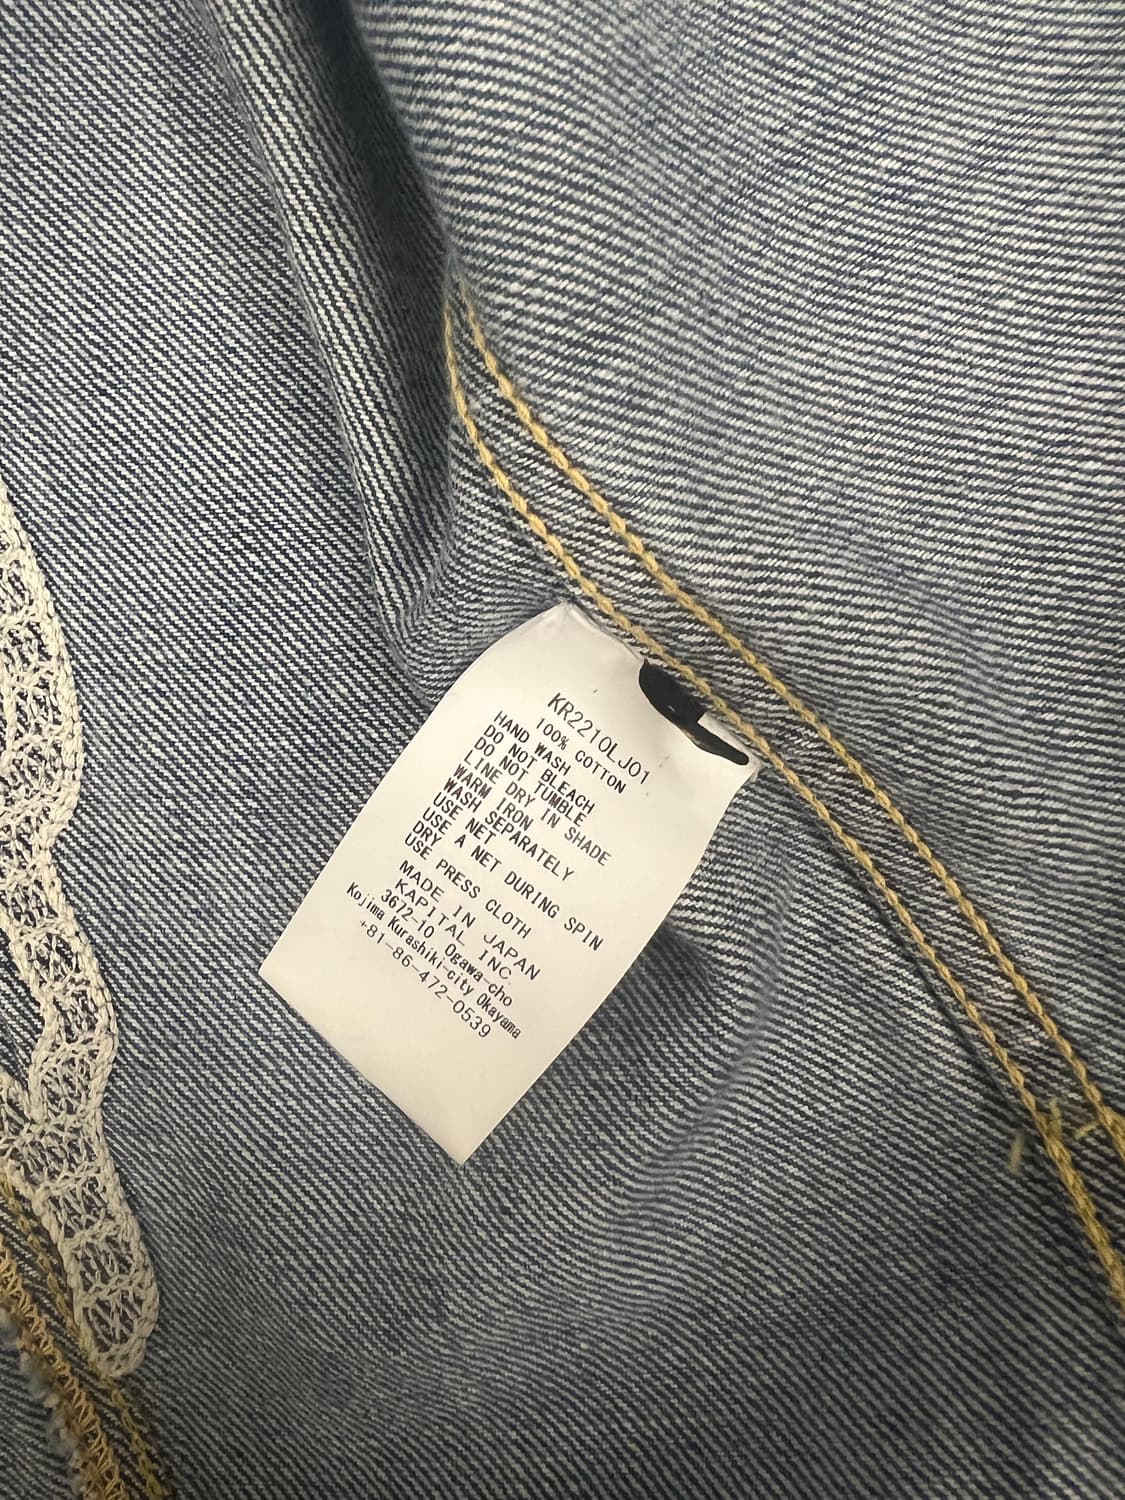 KR2210LJ01
100% COTTON
HAND WASH
DO NOT BLEACH
DO NOT TUMBLE
LINE DRY IN SHADE
WARM IRON
WASH SEPARATELY
USE NET
USE A NET DURING SPIN
DRY
USE PRESS CLOTH
MADE IN JAPAN
KAPITAL INC.
3672-10 Ogawa-cho
Kojima Kurashiki-city Okayama
+81-86-472-0539